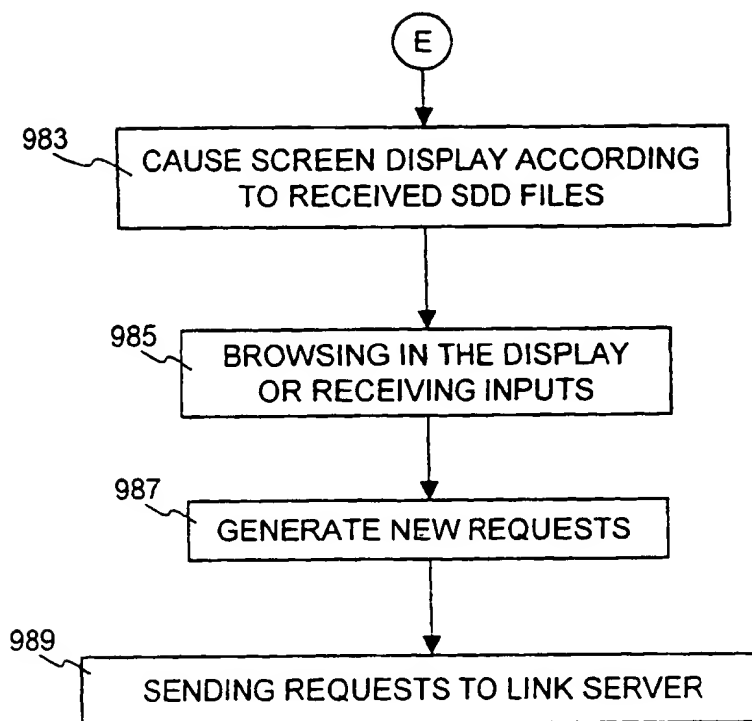 E
983
CAUSE SCREEN DISPLAY ACCORDING
TO RECEIVED SDD FILES
985
BROWSING IN THE DISPLAY
OR RECEIVING INPUTS
987
GENERATE NEW REQUESTS
989
SENDING REQUESTS TO LINK SERVER